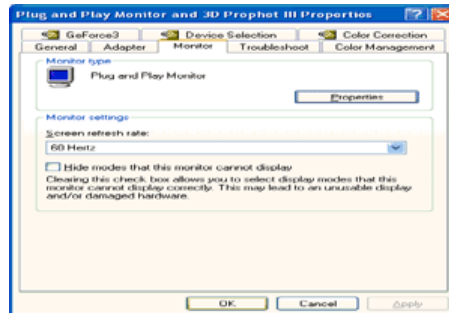 Plug and Play Monitor and 3D Prophet III Properties
GeForce3 Device Selection Color Correction
General Adapter Monitor Troubleshoot Color Management
Monitor type
Plug and Play Monitor
Properties
Monitor settings
Screen refresh rate:
60 Hertz
Hide modes that this monitor cannot display
Clearing this check box allows you to select display modes that this
monitor cannot display correctly. This may lead to an unusable display
and/or damaged hardware.
OK Cancel Apply